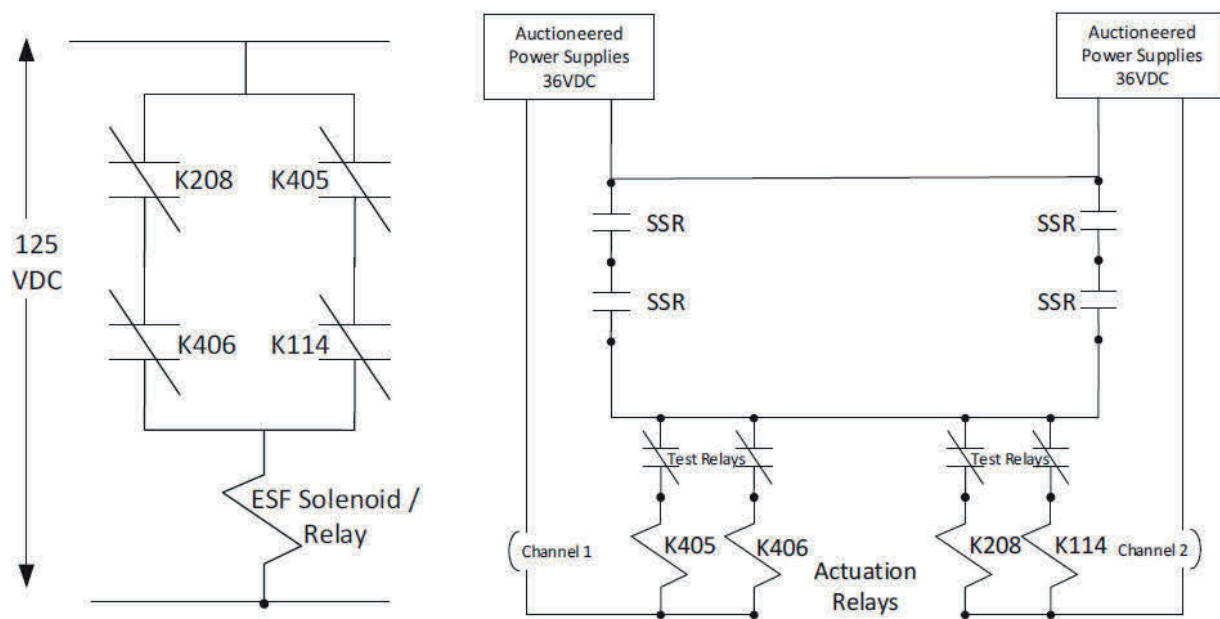 Auctioneered
Power Supplies
36VDC
Auctioneered
Power Supplies
36VDC
K208
K405
SSR
SSR
125
VDC
SSR
SSR
K406
K114
Test Relays
Test Relays
ESF Solenoid /
Relay
Channel 1
K405
K406
K208
K114
Channel 2
Actuation
Relays